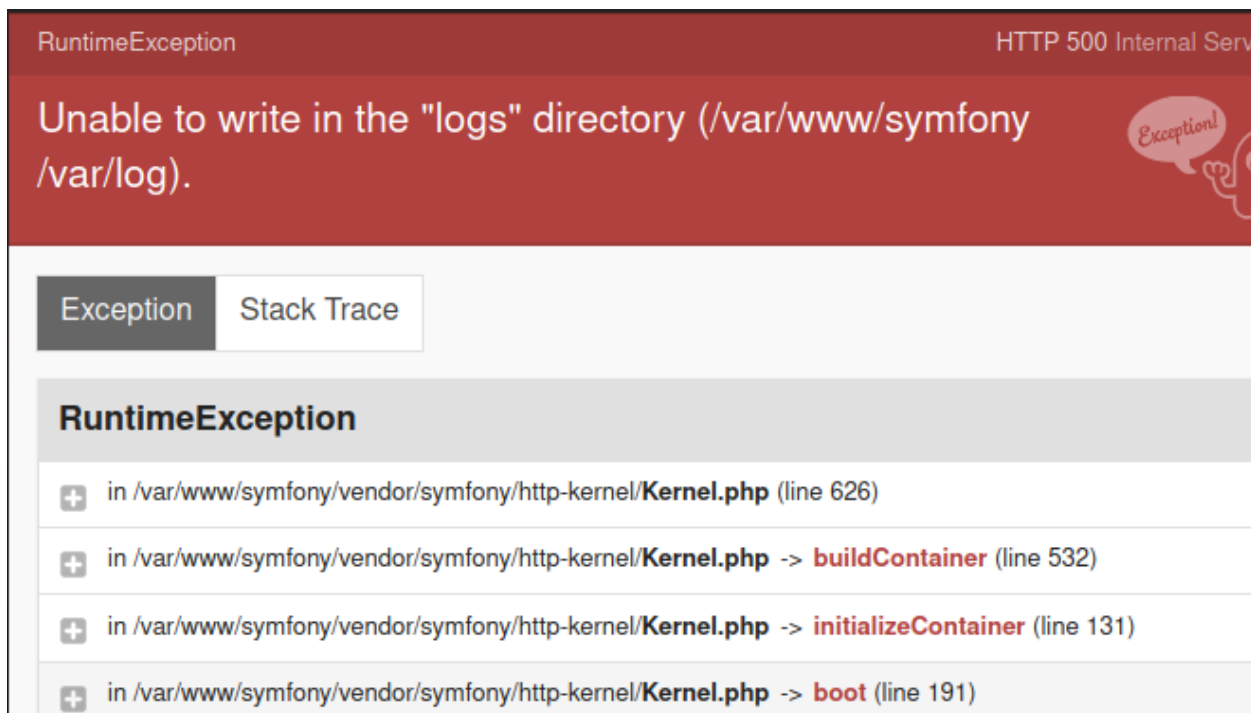 RuntimeException
HTTP 500 Internal
Unable to write in the "logs" directory (/var/www/symfony
/var/log).
Exception!
Exception
Stack Trace
RuntimeException
in /var/www/symfony/vendor/symfony/http-kernel/Kernel.php (line 626)
in /var/www/symfony/vendor/symfony/http-kernel/Kernel.php -> buildContainer (line 532)
in /var/www/symfony/vendor/symfony/http-kernel/Kernel.php -> initializeContainer (line 131)
in /var/www/symfony/vendor/symfony/http-kernel/Kernel.php -> boot (line 191)